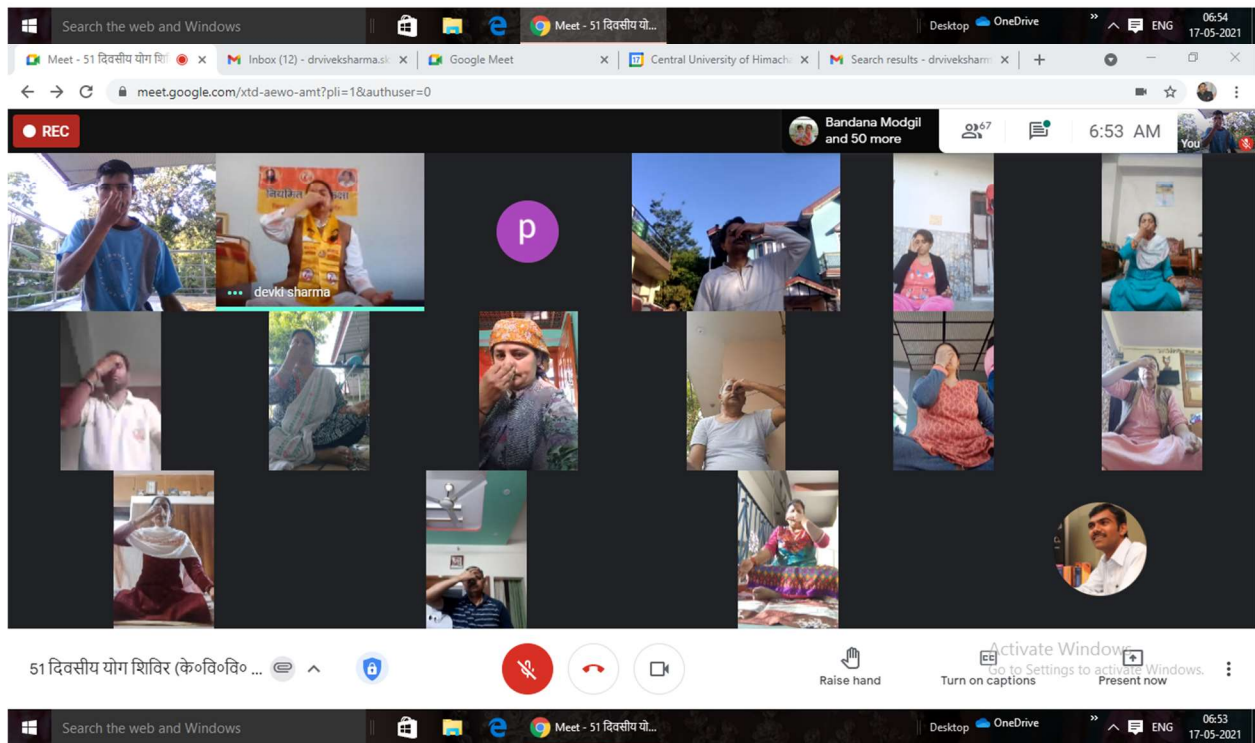 Search the web and Windows
Meet - 51 दिवसीय यो...
Desktop OneDrive
ENG
06:54
17-05-2021
Meet - 51 दिवसीय योग शि
Inbox (12) - drviveksharma.sk
Google Meet
17 Central University of Himach
Search results - drviveksharm
meet.google.com/xtd-aewo-amt?pli=1&authuser=0
REC
Bandana Modgil
and 50 more
67
6:53 AM
You
नियमित
devki sharma
p
51 दिवसीय योग शिविर (के०वि०वि० ...
Raise hand
CC
Turn on captions
Present now
Activate Windows
Go to Settings to activate Windows.
Search the web and Windows
Meet - 51 दिवसीय यो...
Desktop OneDrive
ENG
06:53
17-05-2021